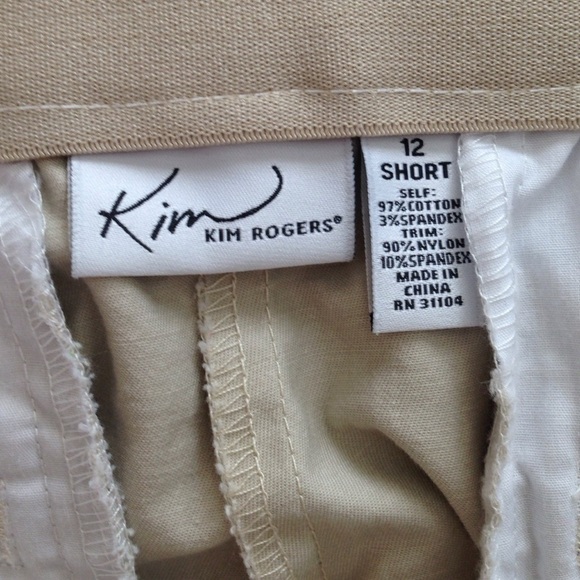 Kim
KIM ROGERS®
12
SHORT
SELF:
97%COTTON
3%SPANDEX
TRIM:
90%NYLON
10%SPANDEX
MADE IN
CHINA
RN 31104